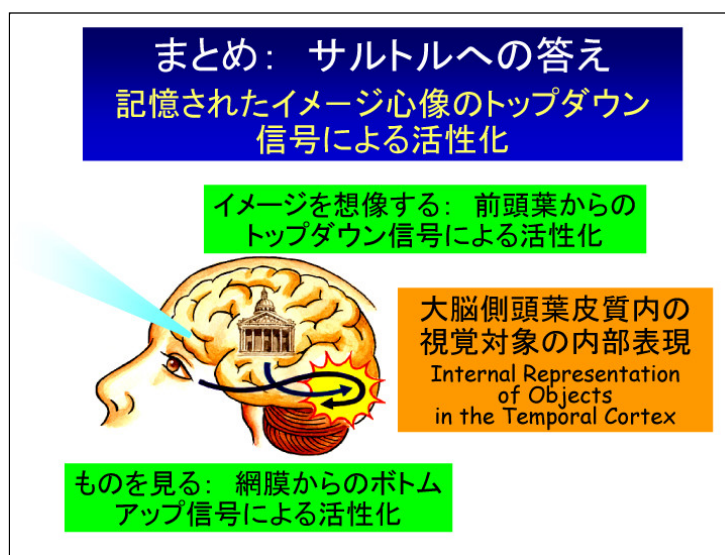 まとめ： サルトルへの答え
記憶されたイメージ心像のトップダウン
信号による活性化
イメージを想像する： 前頭葉からの
トップダウン信号による活性化
大脳側頭葉皮質内の
視覚対象の内部表現
Internal Representation
of Objects
in the Temporal Cortex
ものを見る： 網膜からのボトム
アップ信号による活性化